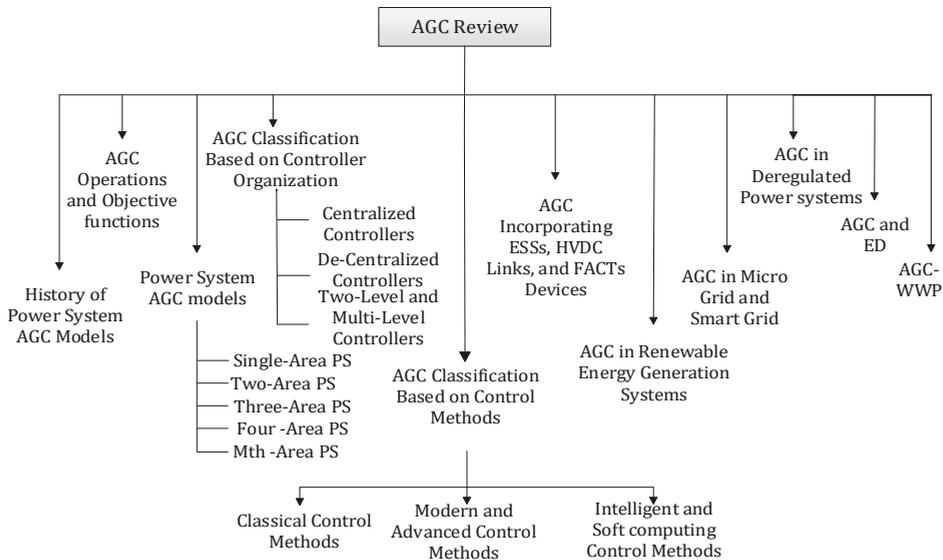 AGC Review
AGC
Operations
and Objective
functions
AGC Classification
Based on Controller
Organization
Centralized
Controllers
De-Centralized
Controllers
Two-Level and
Multi-Level
Controllers
History of
Power System
AGC Models
Power System
AGC models
Single-Area PS
Two-Area PS
Three-Area PS
Four -Area PS
Mth -Area PS
AGC Classification
Based on Control
Methods
Classical Control
Methods
Modern and
Advanced Control
Methods
Intelligent and
Soft computing
Control Methods
AGC
Incorporating
ESSs, HVDC
Links, and FACTs
Devices
AGC in Renewable
Energy Generation
Systems
AGC in Micro
Grid and
Smart Grid
AGC in
Deregulated
Power systems
AGC and
ED
AGC-
WWP